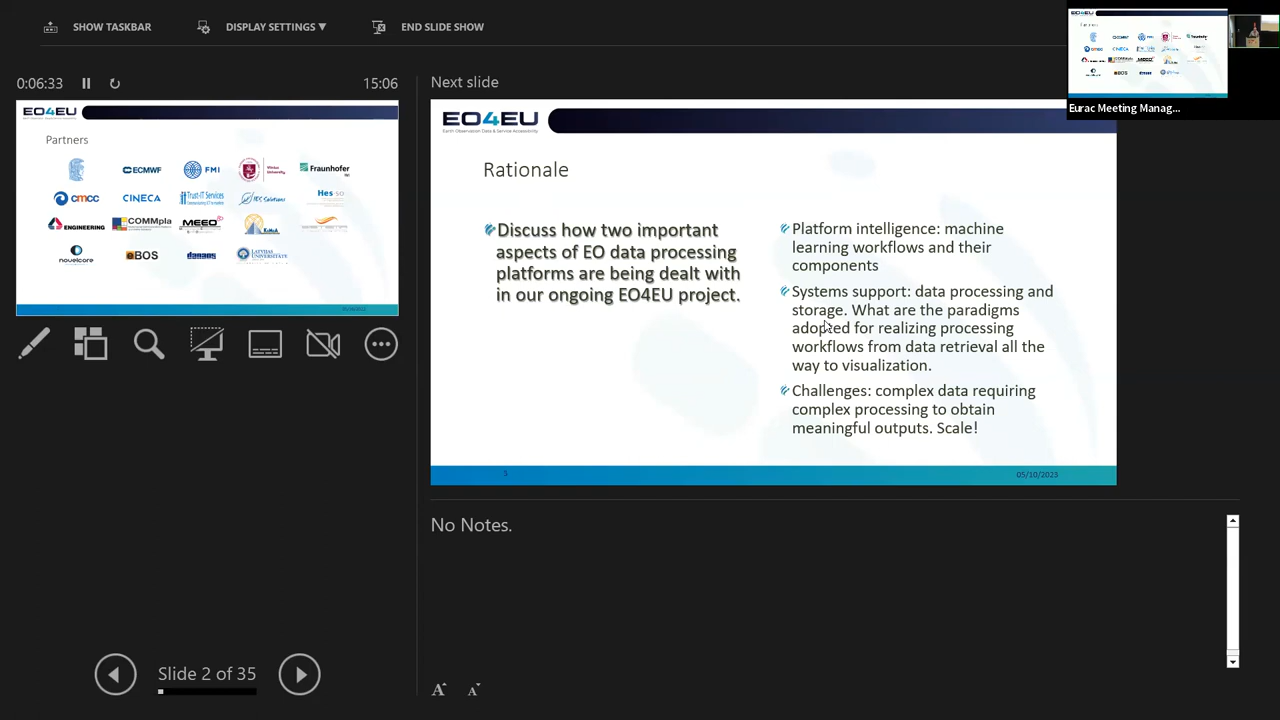 SHOW TASKBAR
DISPLAY SETTINGS ▼
END SLIDE SHOW
Eurac Meeting Manag...
0:06:33
15:06
Next slide
EO4EU
Partners
ECMWF
FMI
Vilnius
University
Fraunhofer
cmcc
CINECA
Trust-IT Services
Hes·so
ENGINEERING
COMMpla
MEEO
novelcore
eBOS
danaos
LATVIJAS
UNIVERSITATE
EO4EU
Earth Observation Data & Service Accessibility
Rationale
Discuss how two important
aspects of EO data processing
platforms are being dealt with
in our ongoing EO4EU project.
Platform intelligence: machine
learning workflows and their
components
Systems support: data processing and
storage. What are the paradigms
adopted for realizing processing
workflows from data retrieval all the
way to visualization.
Challenges: complex data requiring
complex processing to obtain
meaningful outputs. Scale!
5
05/10/2023
No Notes.
Slide 2 of 35
A
A